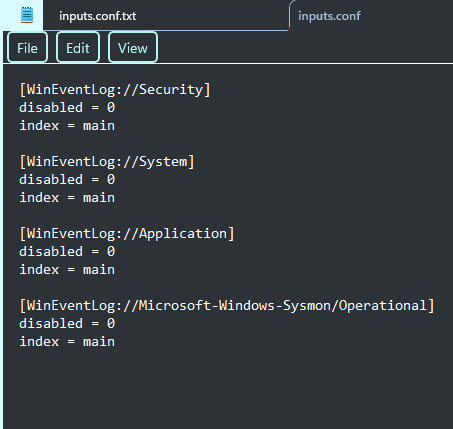 inputs.conf.txt
inputs.conf
File
Edit
View
[WinEventLog://Security]
disabled = 0
index = main
[WinEventLog://System]
disabled = 0
index = main
[WinEventLog://Application]
disabled = 0
index = main
[WinEventLog://Microsoft-Windows-Sysmon/Operational]
disabled = 0
index = main